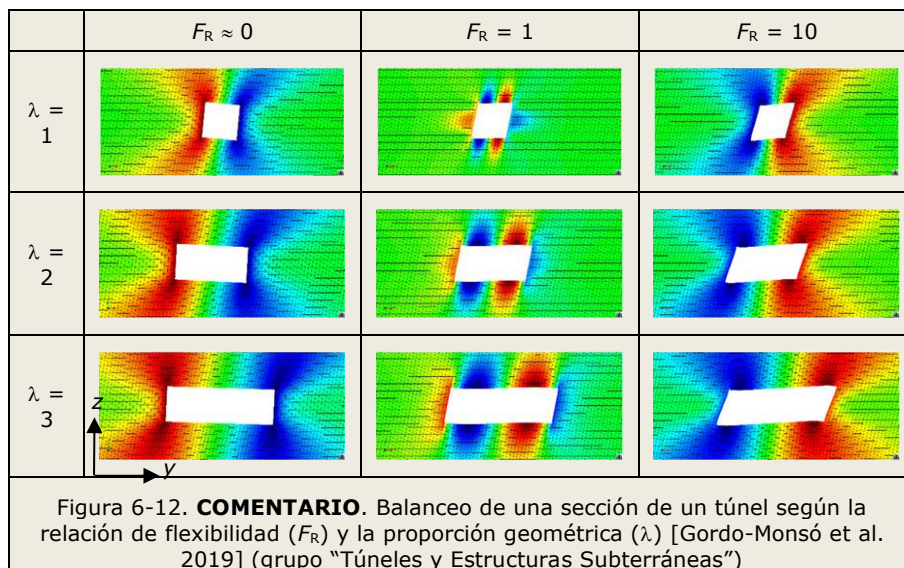 F_R ≈ 0
F_R = 1
F_R = 10
λ =
1
λ =
2
λ =
3
z
y
Figura 6-12. COMENTARIO. Balanceo de una sección de un túnel según la
relación de flexibilidad (F_R) y la proporción geométrica (λ) [Gordo-Monsó et al.
2019] (grupo “Túneles y Estructuras Subterráneas”)